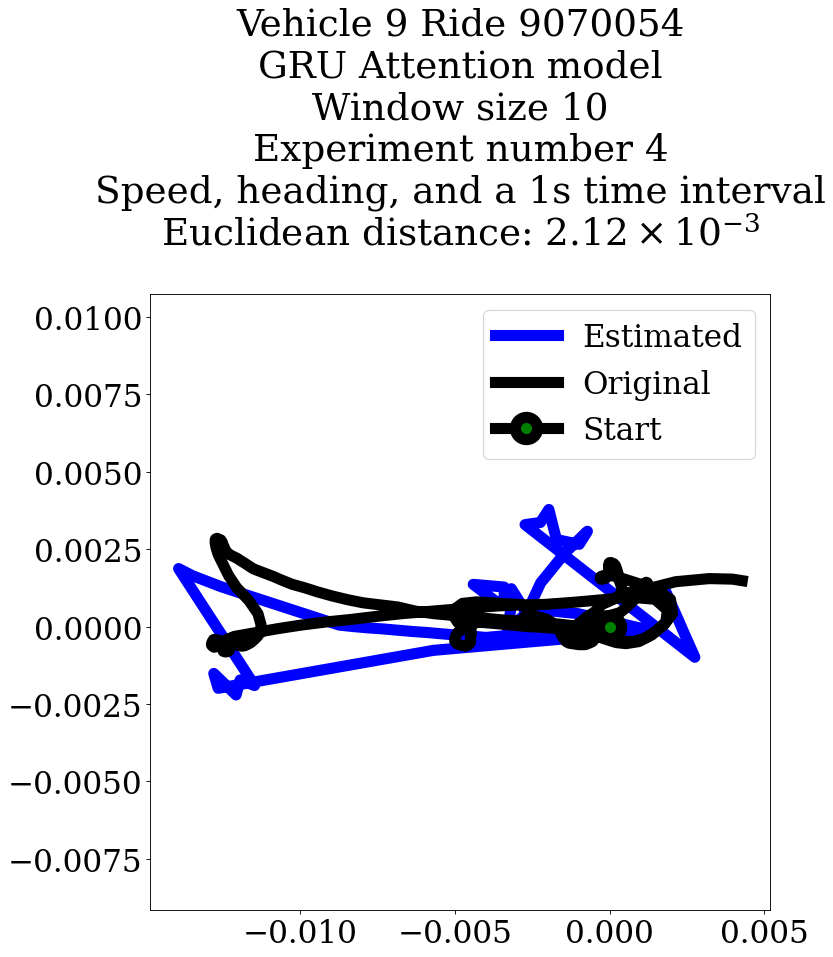 Vehicle 9 Ride 9070054
GRU Attention model
Window size 10
Experiment number 4
Speed, heading, and a 1s time interval
Euclidean distance: 2.12 × 10⁻³
Estimated
Original
Start
0.0100
0.0075
0.0050
0.0025
0.0000
−0.0025
−0.0050
−0.0075
−0.010 −0.005 0.000 0.005